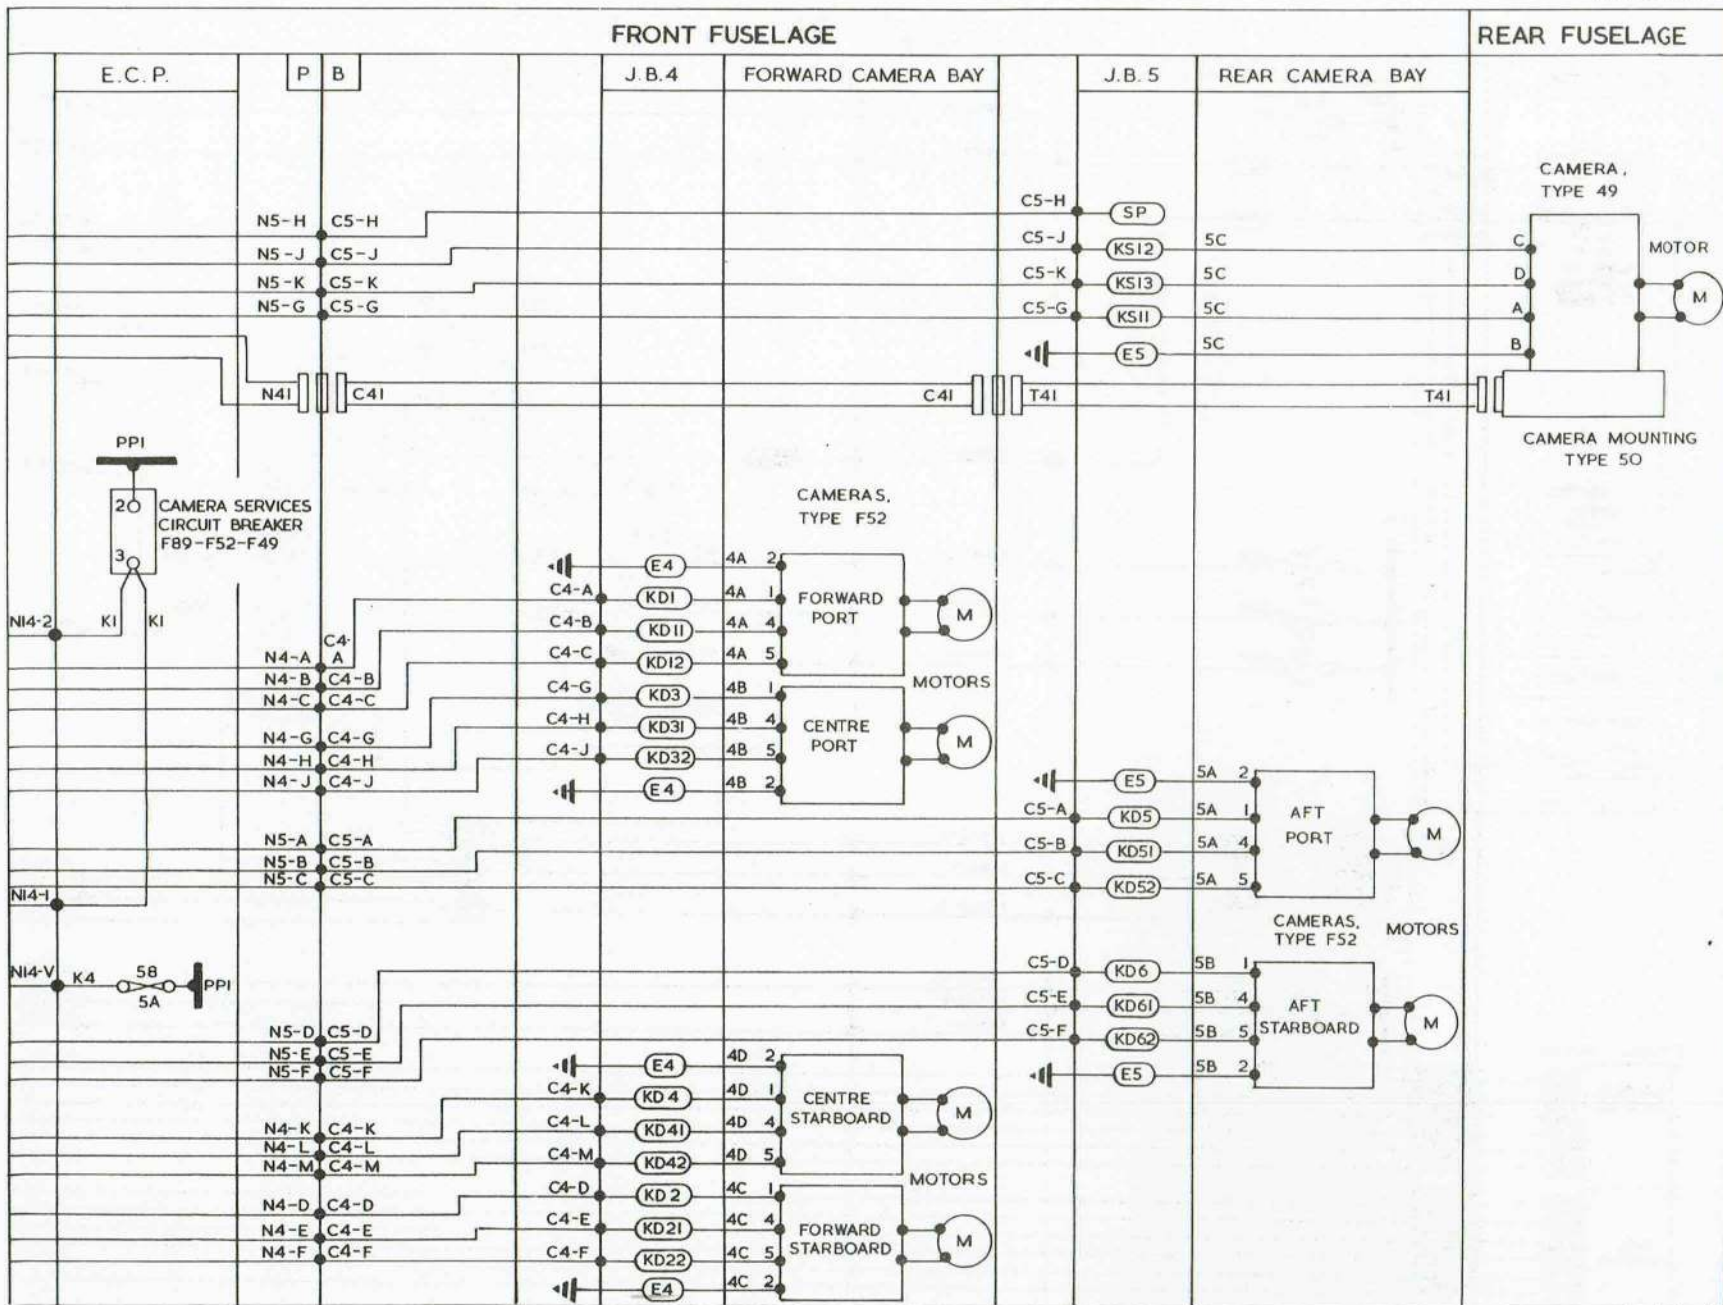 FRONT FUSELAGE
REAR FUSELAGE
E.C.P.
P
B
J.B.4
FORWARD CAMERA BAY
J.B.5
REAR CAMERA BAY
CAMERA,
TYPE 49
N5-H C5-H
C5-H
SP
N5-J C5-J
C5-J
KS12
5C
C
MOTOR
N5-K C5-K
C5-K
KS13
5C
D
M
N5-G C5-G
C5-G
KS11
5C
A
E5
5C
B
N41
C41
C41
T41
T41
CAMERA MOUNTING
TYPE 50
PP1
2
CAMERA SERVICES
CIRCUIT BREAKER
F89-F52-F49
3
K1
K1
N14-2
CAMERAS,
TYPE F52
E4
4A 2
C4-A
KD1
4A 1
FORWARD
PORT
M
C4-B
KD11
4A 4
C4-C
KD12
4A 5
MOTORS
C4-
N4-A A
N4-B C4-B
N4-C C4-C
C4-G
KD3
4B 1
C4-H
KD31
4B 4
CENTRE
PORT
M
C4-J
KD32
4B 5
E4
4B 2
N4-G C4-G
N4-H C4-H
N4-J C4-J
E5
5A 2
N5-A C5-A
C5-A
KD5
5A 1
AFT
PORT
M
N5-B C5-B
C5-B
KD51
5A 4
N5-C C5-C
C5-C
KD52
5A 5
N14-1
CAMERAS,
TYPE F52
MOTORS
N14-V
K4
58
5A
PP1
C5-D
KD6
5B 1
C5-E
KD61
5B 4
AFT
STARBOARD
M
C5-F
KD62
5B 5
E5
5B 2
N5-D C5-D
N5-E C5-E
N5-F C5-F
E4
4D 2
C4-K
KD4
4D 1
CENTRE
STARBOARD
M
C4-L
KD41
4D 4
C4-M
KD42
4D 5
MOTORS
N4-K C4-K
N4-L C4-L
N4-M C4-M
C4-D
KD2
4C 1
N4-D C4-D
C4-E
KD21
4C 4
FORWARD
STARBOARD
M
N4-E C4-E
C4-F
KD22
4C 5
N4-F C4-F
E4
4C 2